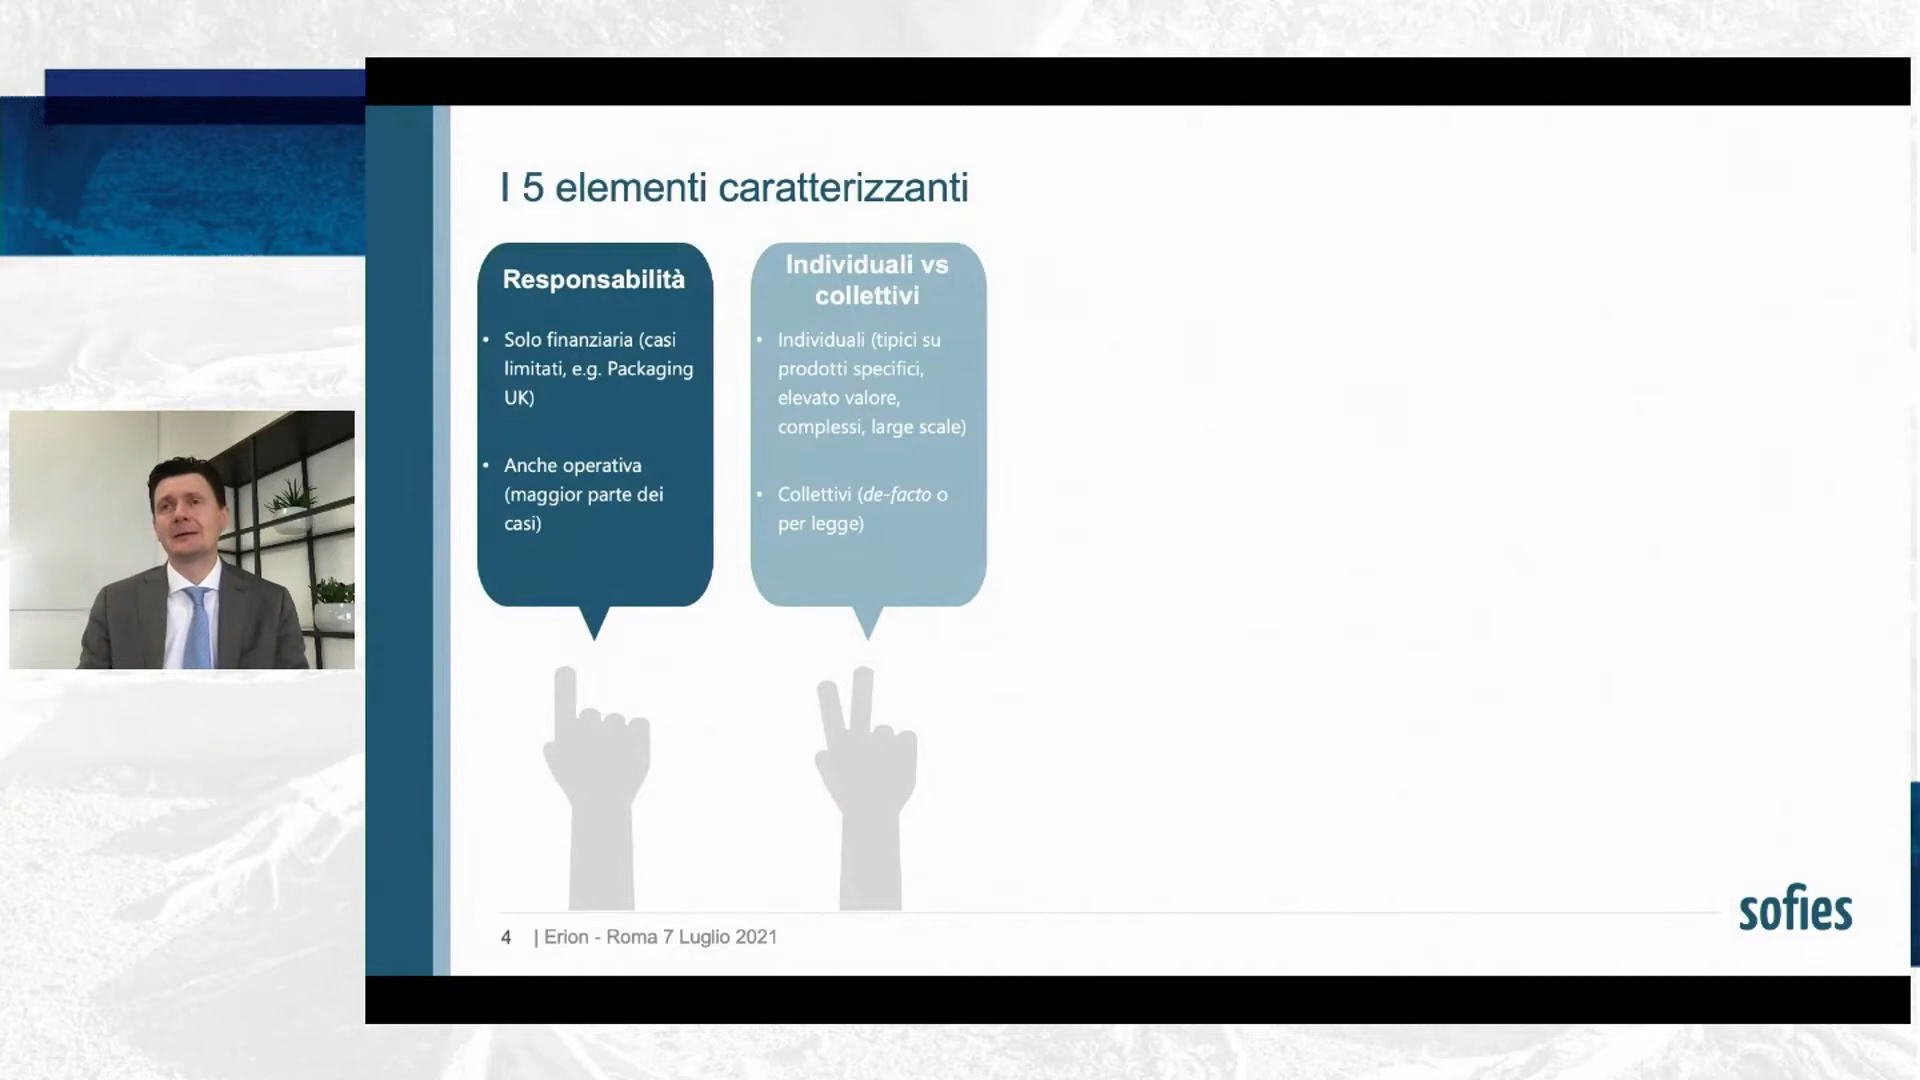 I 5 elementi caratterizzanti
Responsabilità
• Solo finanziaria (casi
limitati, e.g. Packaging
UK)
• Anche operativa
(maggior parte dei
casi)
Individuali vs
collettivi
• Individuali (tipici su
prodotti specifici,
elevato valore,
complessi, large scale)
• Collettivi (de-facto o
per legge)
sofies
4 | Erion - Roma 7 Luglio 2021